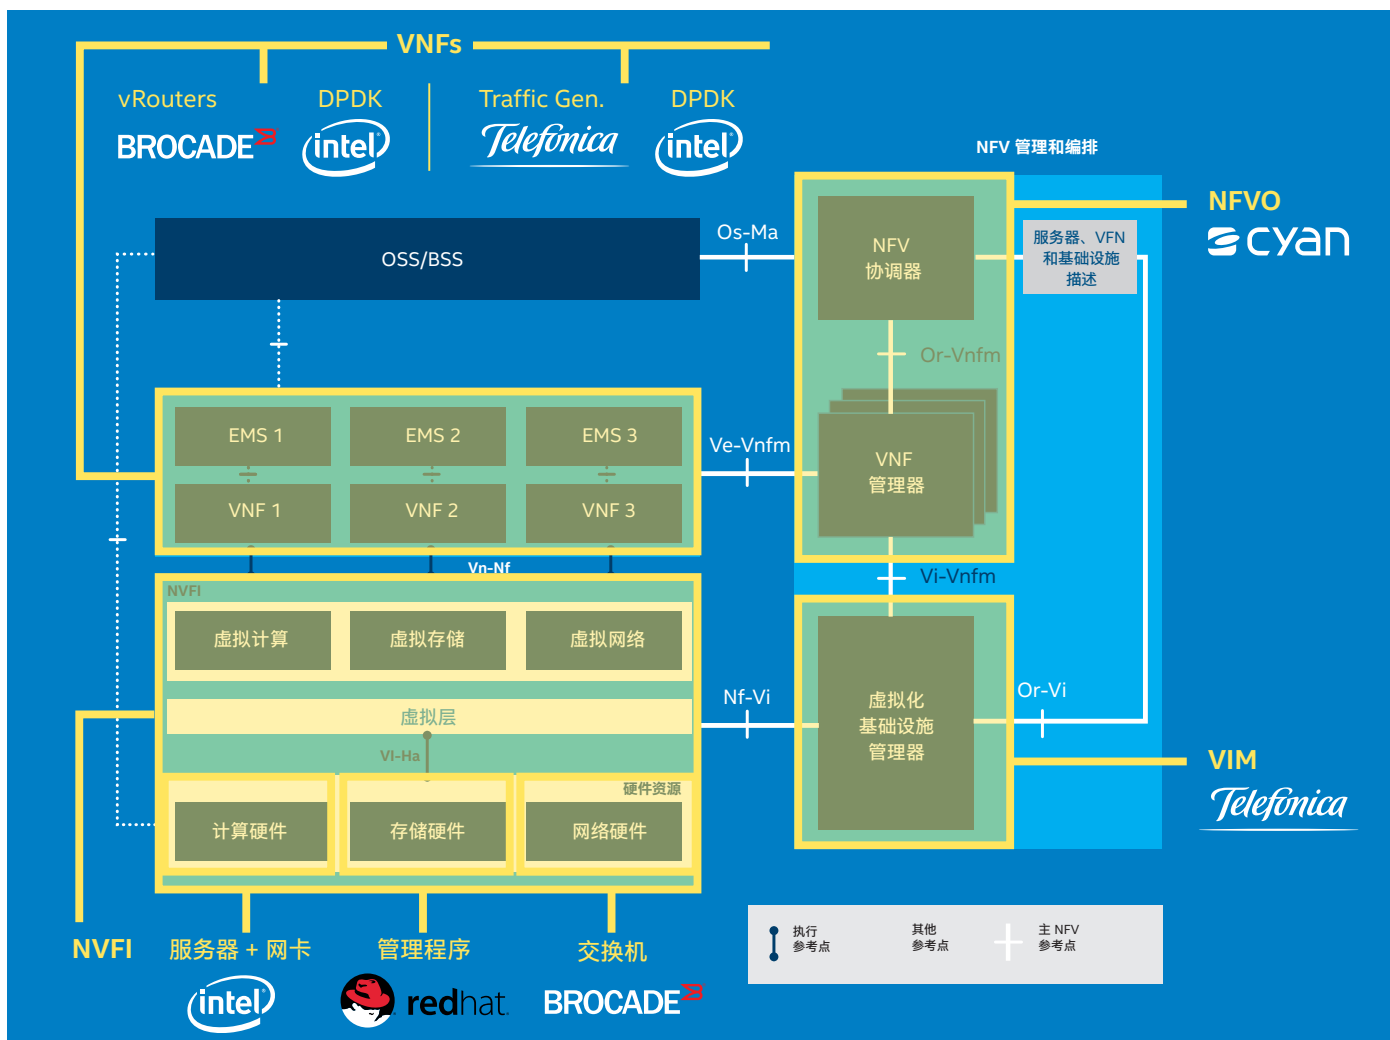 VNFs
vRouters
DPDK
Traffic Gen.
DPDK
BROCADE
intel
Telefónica
intel
NFV 管理和编排
NFVO
CYAN
OSS/BSS
Os-Ma
NFV
协调器
服务器、VFN
和基础设施
描述
Or-Vnfm
EMS 1
EMS 2
EMS 3
Ve-Vnfm
VNF
管理器
VNF 1
VNF 2
VNF 3
Vn-Nf
Vi-Vnfm
NVFI
虚拟计算
虚拟存储
虚拟网络
Nf-Vi
虚拟化
基础设施
管理器
Or-Vi
虚拟层
VI-Ha
VIM
Telefónica
硬件资源
计算硬件
存储硬件
网络硬件
NVFI
服务器 + 网卡
管理程序
交换机
intel
redhat.
BROCADE
执行
参考点
其他
参考点
主 NFV
参考点